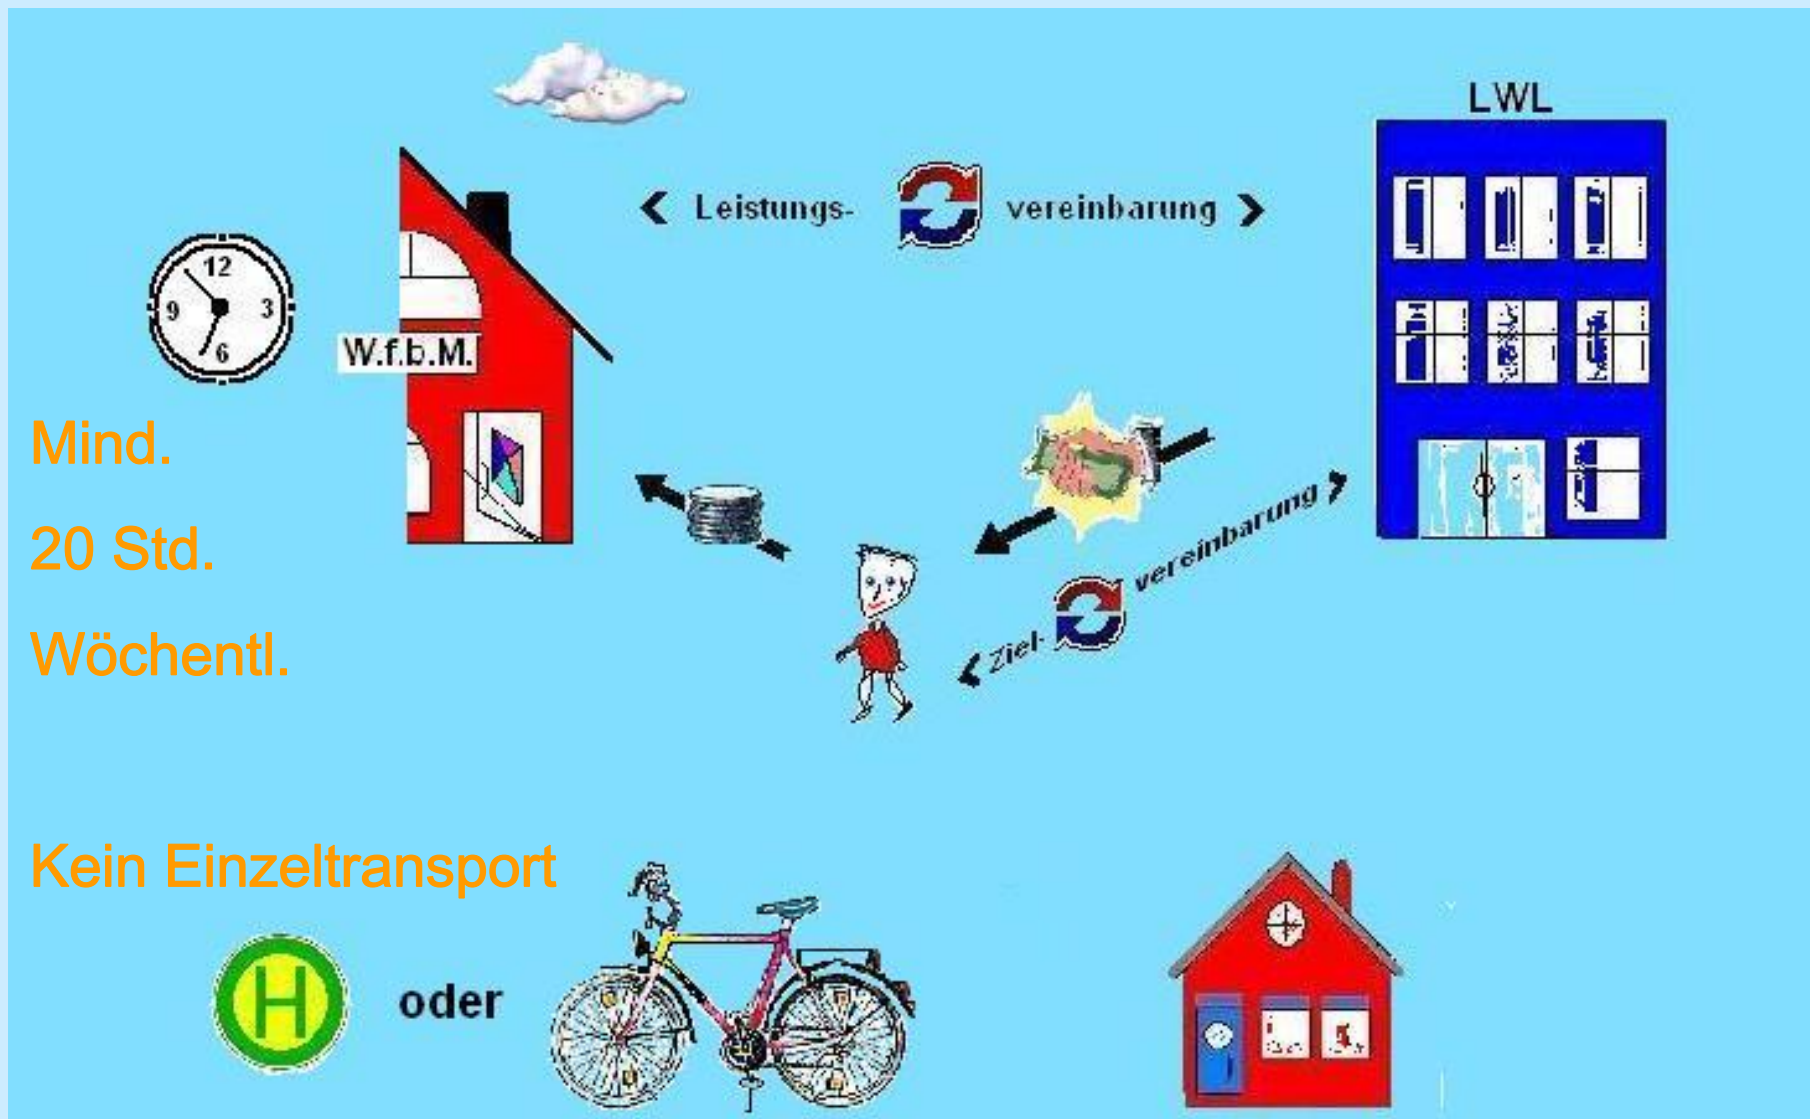 LWL
Leistungs- vereinbarung
12
9 3
6
W.f.b.M.
Mind.
20 Std.
Wöchentl.
Ziel- vereinbarung
Kein Einzeltransport
H oder